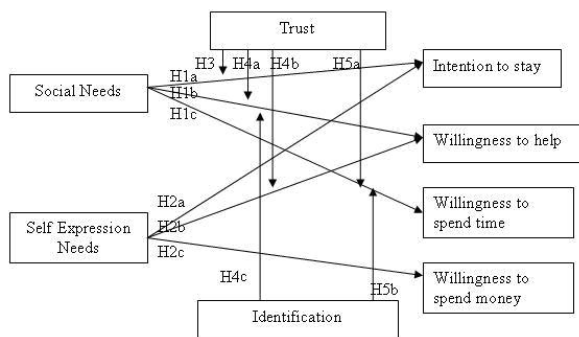 Trust
H3 H4a H4b H5a
H1a
H1b
H1c
Social Needs
Intention to stay
Willingness to help
H2a
H2b
H2c
Self Expression
Needs
Willingness to
spend time
Willingness to
spend money
H4c
H5b
Identification